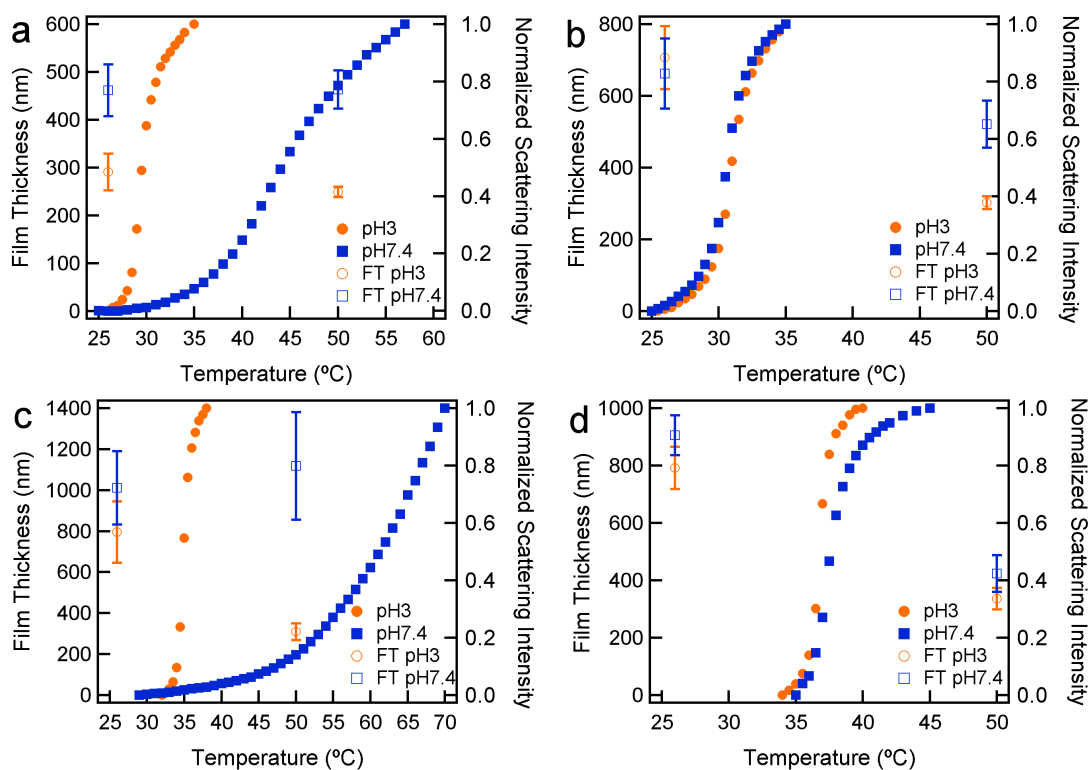 a
Film Thickness (nm)
600
500
400
300
200
100
0
1.0
0.8
0.6
0.4
0.2
0.0
Normalized Scattering Intensity
pH3
pH7.4
FT pH3
FT pH7.4
25 30 35 40 45 50 55 60
Temperature (ºC)
b
Film Thickness (nm)
800
600
400
200
0
1.0
0.8
0.6
0.4
0.2
0.0
Normalized Scattering Intensity
pH3
pH7.4
FT pH3
FT pH7.4
25 30 35 40 45 50
Temperature (ºC)
c
Film Thickness (nm)
1400
1200
1000
800
600
400
200
0
1.0
0.8
0.6
0.4
0.2
0.0
Normalized Scattering Intensity
pH3
pH7.4
FT pH3
FT pH7.4
25 30 35 40 45 50 55 60 65 70
Temperature (ºC)
d
Film Thickness (nm)
1000
800
600
400
200
0
1.0
0.8
0.6
0.4
0.2
0.0
Normalized Scattering Intensity
pH3
pH7.4
FT pH3
FT pH7.4
25 30 35 40 45 50
Temperature (ºC)